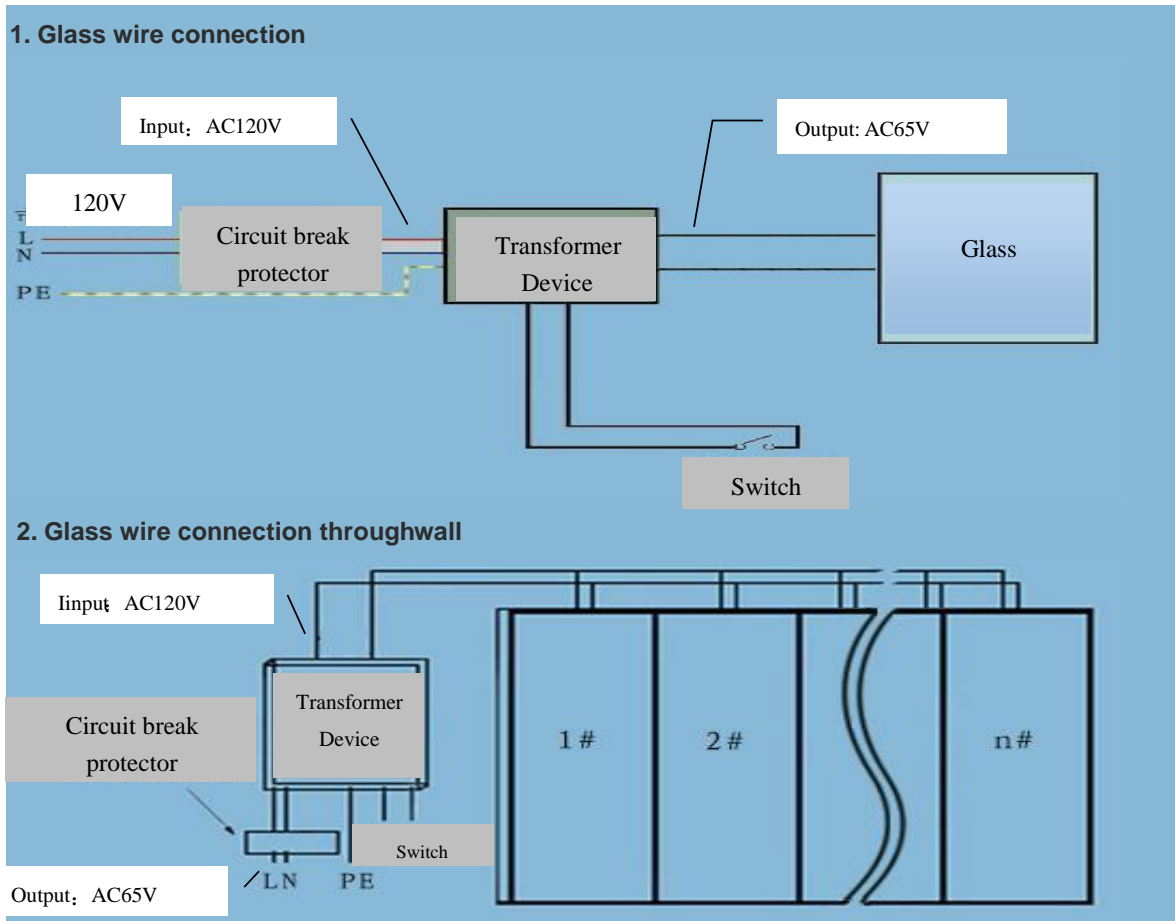 1. Glass wire connection
Input：AC120V
Output: AC65V
120V
L
N
PE
Circuit break
protector
Transformer
Device
Glass
Switch
2. Glass wire connection throughwall
Iinput： AC120V
Transformer
Device
Circuit break
protector
1#
2#
n#
Switch
LN
PE
Output：AC65V